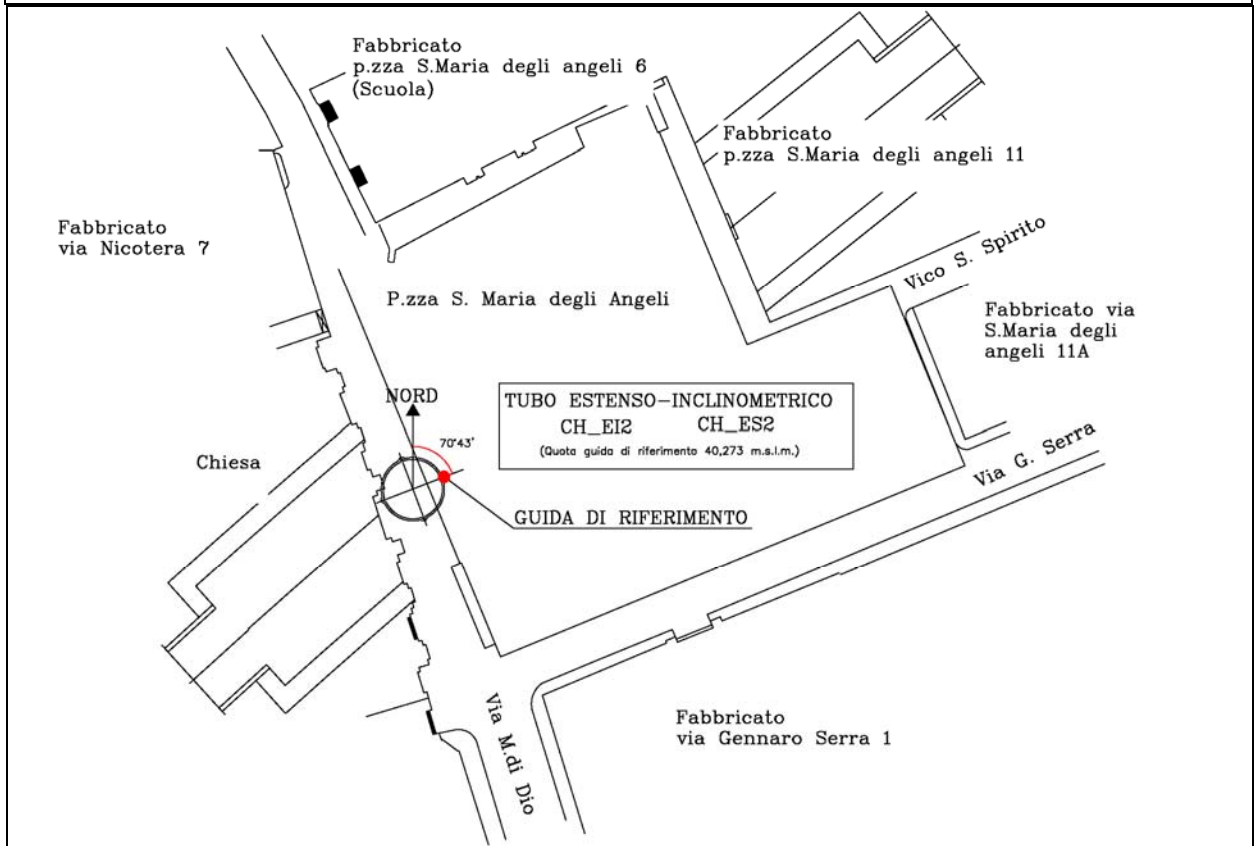 Fabbricato
p.zza S.Maria degli angeli 6
(Scuola)
Fabbricato
p.zza S.Maria degli angeli 11
Fabbricato
via Nicotera 7
Vico S. Spirito
P.zza S. Maria degli Angeli
Fabbricato via
S.Maria degli
angeli 11A
NORD
TUBO ESTENSO-INCLINOMETRICO
CH_EI2 CH_ES2
(Quota guida di riferimento 40,273 m.s.l.m.)
70°43'
Chiesa
Via G. Serra
GUIDA DI RIFERIMENTO
Via M.di Dio
Fabbricato
via Gennaro Serra 1